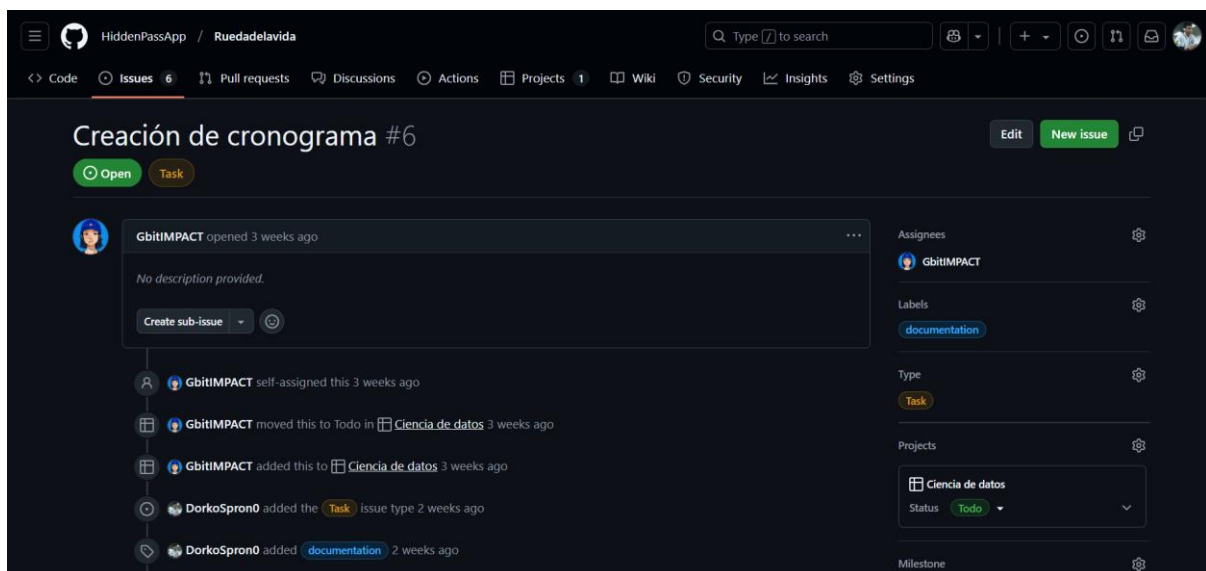 HiddenPassApp / Ruedadelavida
Type / to search
Code
Issues 6
Pull requests
Discussions
Actions
Projects 1
Wiki
Security
Insights
Settings
Creación de cronograma #6
Edit
New issue
Open
Task
GbitIMPACT opened 3 weeks ago
No description provided.
Create sub-issue
GbitIMPACT self-assigned this 3 weeks ago
GbitIMPACT moved this to Todo in Ciencia de datos 3 weeks ago
GbitIMPACT added this to Ciencia de datos 3 weeks ago
DorkoSpron0 added the Task issue type 2 weeks ago
DorkoSpron0 added documentation 2 weeks ago
Assignees
GbitIMPACT
Labels
documentation
Type
Task
Projects
Ciencia de datos
Status Todo
Milestone